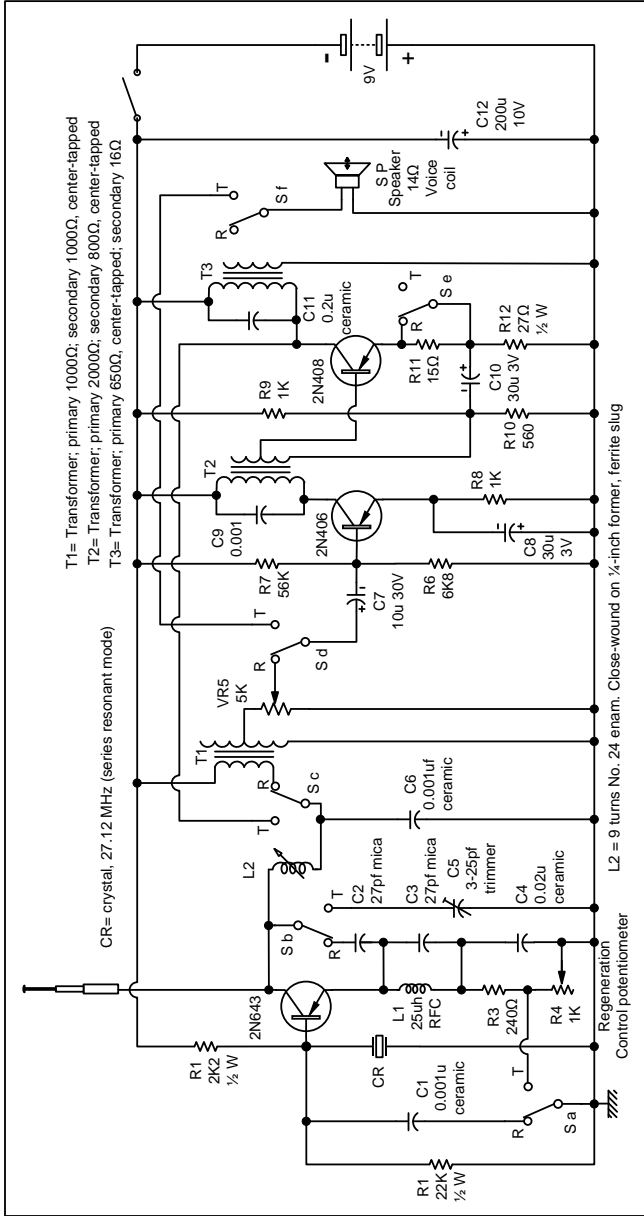 T1= Transformer; primary 1000Ω; secondary 1000Ω, center-tapped
T2= Transformer; primary 2000Ω; secondary 800Ω, center-tapped
T3= Transformer; primary 650Ω, center-tapped; secondary 16Ω
CR= crystal, 27.12 MHz (series resonant mode)
R1
2K2
½ W
2N643
CR
C1
0.001u
ceramic
R1
22K
½ W
R
T
S a
L1
25uh
RFC
R3
240Ω
R4
1K
Regeneration
Control potentiometer
S b
R
T
C2
27pf mica
C3
27pf mica
C5
3-25pf
trimmer
C4
0.02u
ceramic
L2
T
R
S c
C6
0.001uf
ceramic
T1
VR5
5K
R
T
S d
C7
10u 30V
R7
56K
R6
6K8
2N406
C9
0.001
T2
C8
30u
3V
R8
1K
R9
1K
2N408
R10
560
C10
30u 3V
R11
15Ω
R12
27Ω
½ W
R
T
S e
C11
0.2u
ceramic
T3
R
T
S f
S P
Speaker
14Ω
Voice
coil
C12
200u
10V
-
9V
+
-
+
-
+
+
-
-
+
-
+
L2 = 9 turns No. 24 enam. Close-wound on ¼-inch former, ferrite slug